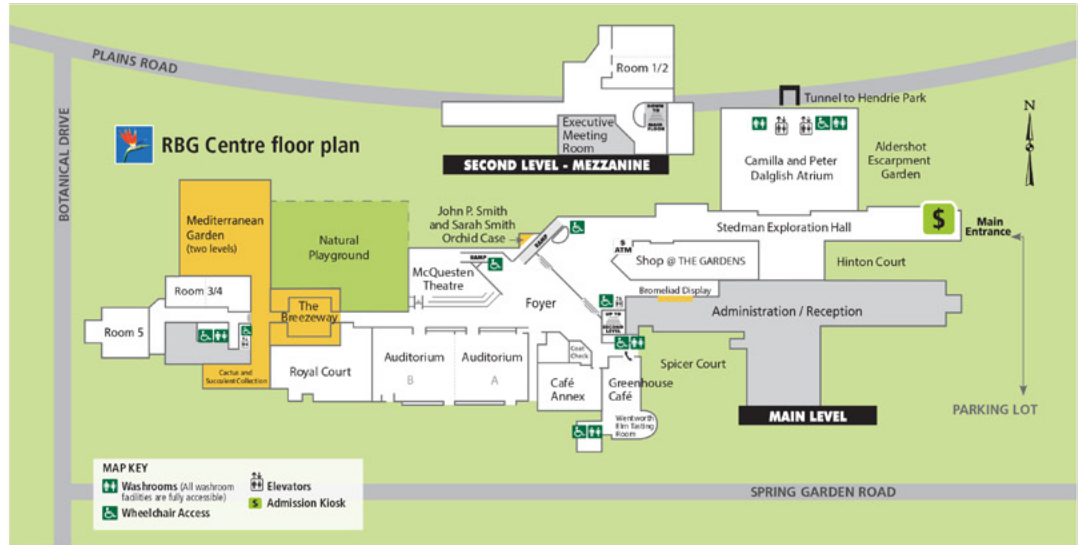 PLAINS ROAD
BOTANICAL DRIVE
RBG Centre floor plan
Room 1/2
DOWN TO
MAIN
FLOOR
Executive
Meeting
Room
SECOND LEVEL - MEZZANINE
Tunnel to Hendrie Park
Camilla and Peter
Dalglish Atrium
Aldershot
Escarpment
Garden
N
Mediterranean
Garden
(two levels)
Natural
Playground
John P. Smith
and Sarah Smith
Orchid Case
RAMP
RAMP
McQuesten
Theatre
Stedman Exploration Hall
$
Main
Entrance
$
ATM
Shop @ THE GARDENS
Hinton Court
Bromeliad Display
Foyer
Room 3/4
Room 5
The
Breezeway
UP TO
SECOND
LEVEL
Administration / Reception
Cactus and
Succulent Collection
Royal Court
Auditorium
B
Auditorium
A
Coat
Check
Café
Annex
Greenhouse
Café
Spicer Court
Wentworth
Elm Tasting
Room
MAIN LEVEL
PARKING LOT
MAP KEY
Washrooms (All washroom
facilities are fully accessible)
Wheelchair Access
Elevators
$ Admission Kiosk
SPRING GARDEN ROAD